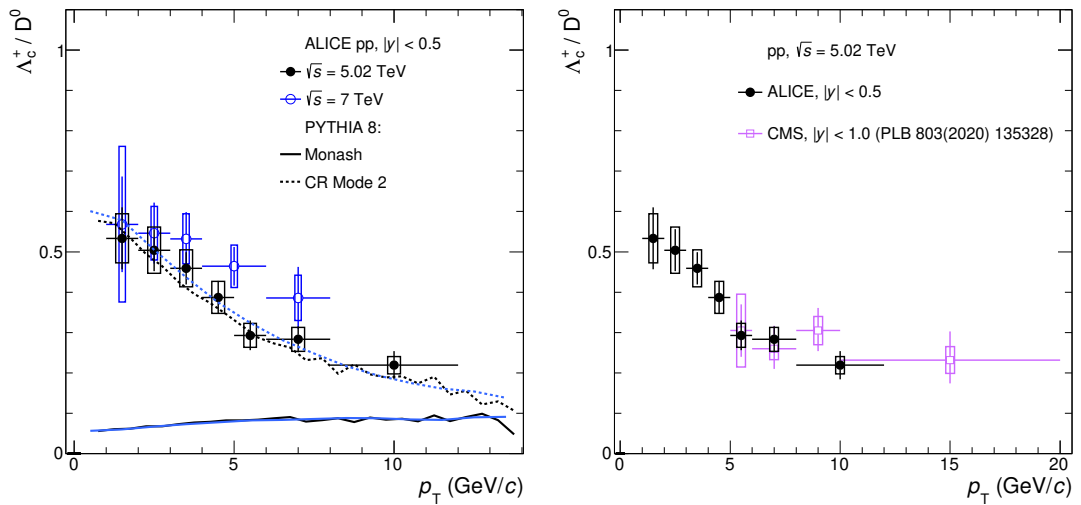 Λc+ / D0
1
0.5
0
ALICE pp, |y| < 0.5
√s = 5.02 TeV
√s = 7 TeV
PYTHIA 8:
Monash
CR Mode 2
0 5 10
pT (GeV/c)
Λc+ / D0
1
0.5
0
pp, √s = 5.02 TeV
ALICE, |y| < 0.5
CMS, |y| < 1.0 (PLB 803(2020) 135328)
0 5 10 15 20
pT (GeV/c)